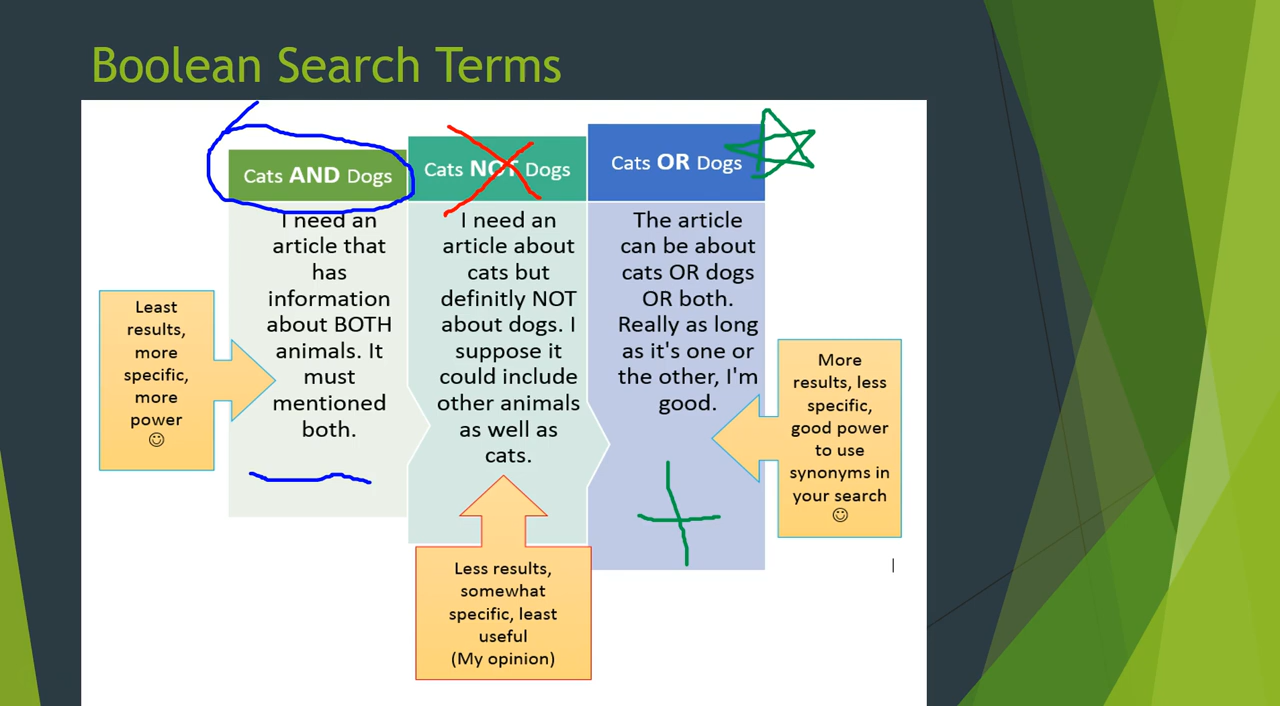 Boolean Search Terms
Cats AND Dogs
I need an
article that
has
information
about BOTH
animals. It
must
mentioned
both.
Least
results,
more
specific,
more
power
☺
Cats NOT Dogs
I need an
article about
cats but
definitly NOT
about dogs. I
suppose it
could include
other animals
as well as
cats.
Less results,
somewhat
specific, least
useful
(My opinion)
Cats OR Dogs
The article
can be about
cats OR dogs
OR both.
Really as long
as it's one or
the other, I'm
good.
More
results, less
specific,
good power
to use
synonyms in
your search
☺